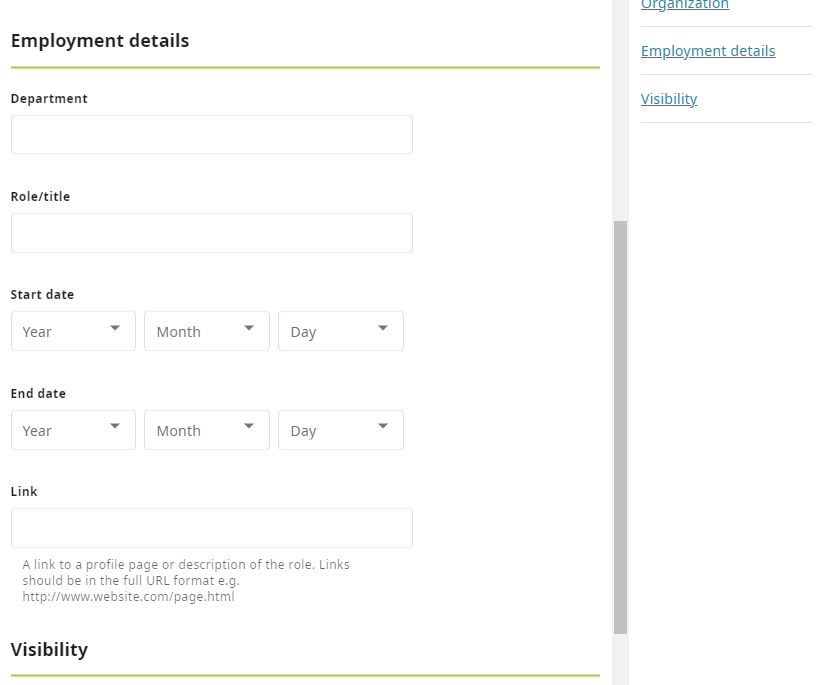 Organization
Employment details
Visibility
Employment details
Department
Role/title
Start date
Year Month Day
End date
Year Month Day
Link
A link to a profile page or description of the role. Links
should be in the full URL format e.g.
http://www.website.com/page.html
Visibility